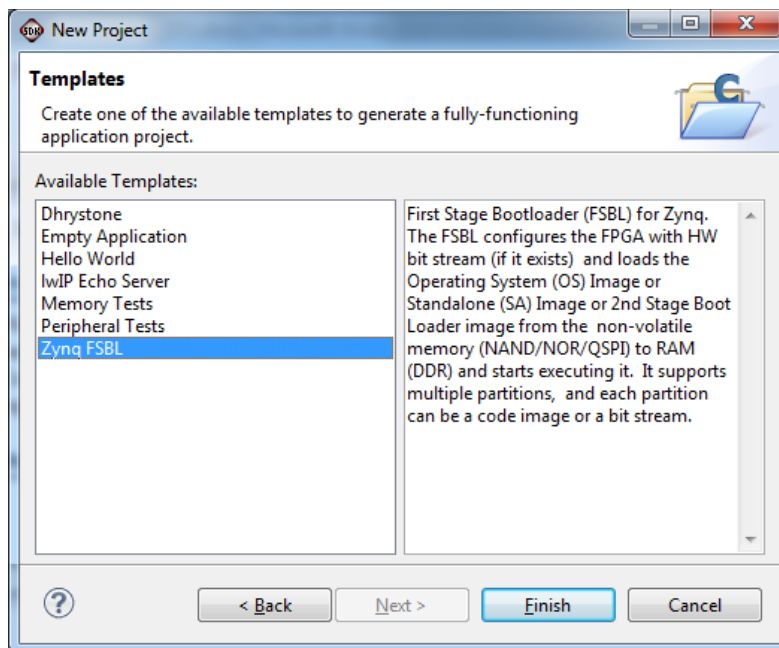 SDK New Project
Templates
Create one of the available templates to generate a fully-functioning
application project.
C
Available Templates:
Dhrystone
Empty Application
Hello World
lwIP Echo Server
Memory Tests
Peripheral Tests
Zynq FSBL
First Stage Bootloader (FSBL) for Zynq.
The FSBL configures the FPGA with HW
bit stream (if it exists)  and loads the
Operating System (OS) Image or
Standalone (SA) Image or 2nd Stage Boot
Loader image from the  non-volatile
memory (NAND/NOR/QSPI) to RAM
(DDR) and starts executing it.  It supports
multiple partitions,  and each partition
can be a code image or a bit stream.
? < Back Next > Finish Cancel